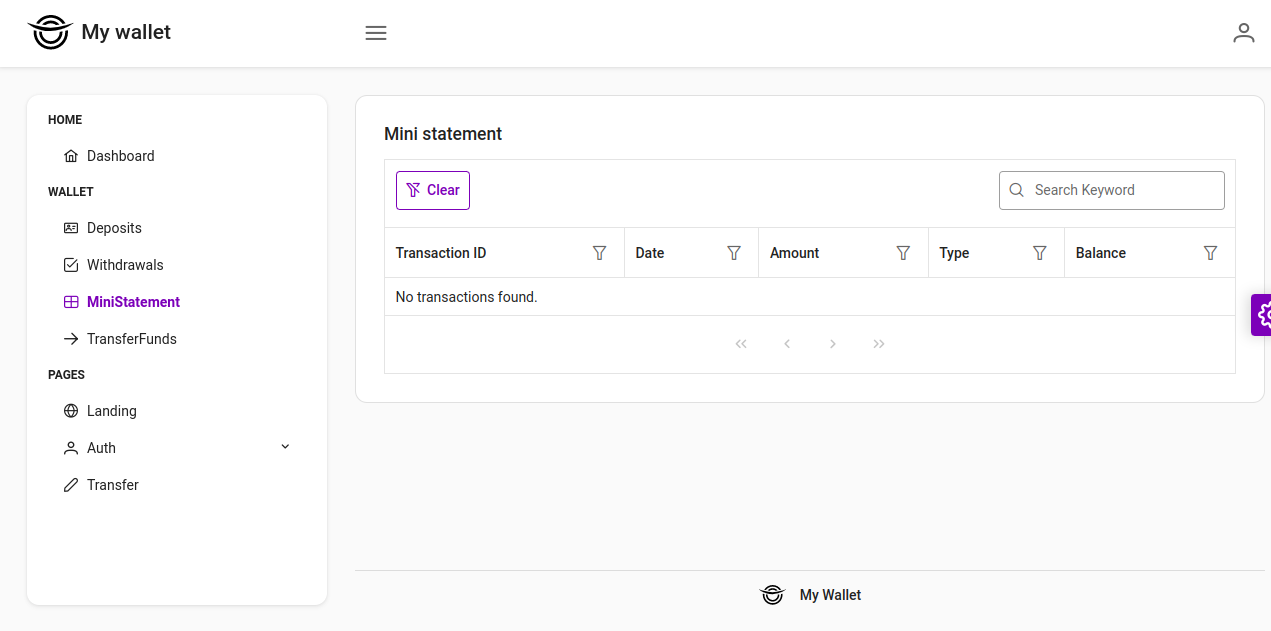 My wallet
HOME
Dashboard
WALLET
Deposits
Withdrawals
MiniStatement
TransferFunds
PAGES
Landing
Auth
Transfer
Mini statement
Clear
Search Keyword
Transaction ID Date Amount Type Balance
No transactions found.
My Wallet